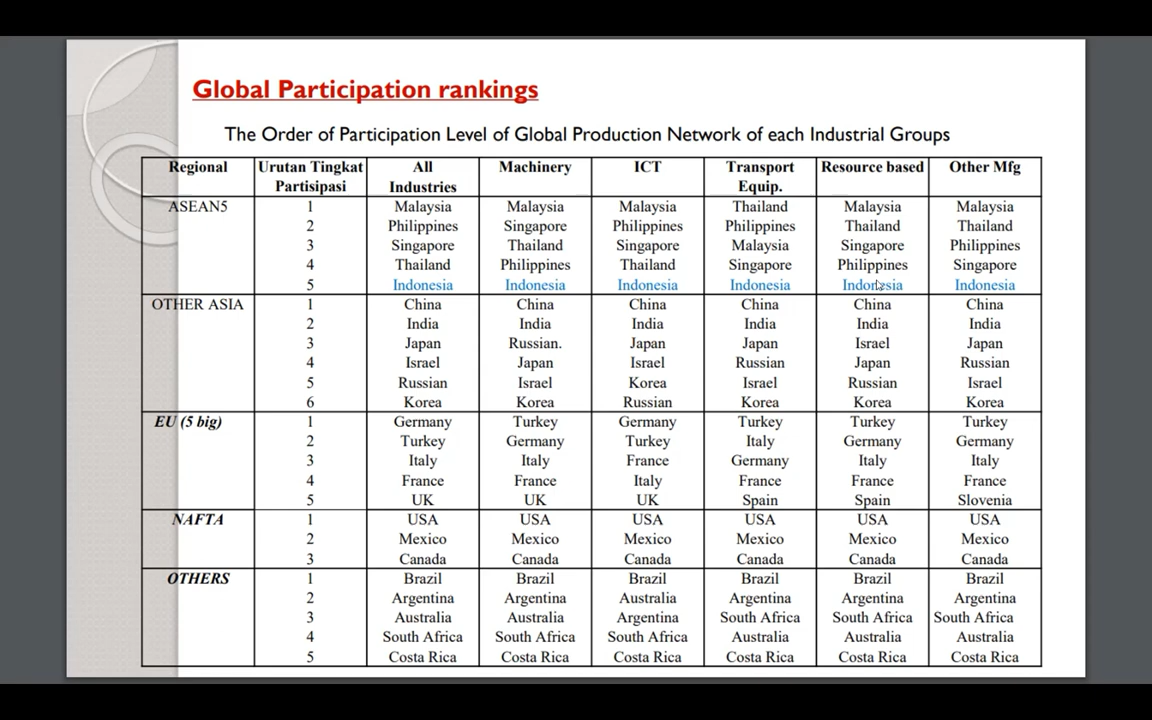 Global Participation rankings
The Order of Participation Level of Global Production Network of each Industrial Groups
Regional Urutan Tingkat Partisipasi All Industries Machinery ICT Transport Equip. Resource based Other Mfg
ASEAN5 1 Malaysia Malaysia Malaysia Thailand Malaysia Malaysia
2 Philippines Singapore Philippines Philippines Thailand Thailand
3 Singapore Thailand Singapore Malaysia Singapore Philippines
4 Thailand Philippines Thailand Singapore Philippines Singapore
5 Indonesia Indonesia Indonesia Indonesia Indonesia Indonesia
OTHER ASIA 1 China China China China China China
2 India India India India India India
3 Japan Russian. Japan Japan Israel Japan
4 Israel Japan Israel Russian Japan Russian
5 Russian Israel Korea Israel Russian Israel
6 Korea Korea Russian Korea Korea Korea
EU (5 big) 1 Germany Turkey Germany Turkey Turkey Turkey
2 Turkey Germany Turkey Italy Germany Germany
3 Italy Italy France Germany Italy Italy
4 France France Italy France France France
5 UK UK UK Spain Spain Slovenia
NAFTA 1 USA USA USA USA USA USA
2 Mexico Mexico Mexico Mexico Mexico Mexico
3 Canada Canada Canada Canada Canada Canada
OTHERS 1 Brazil Brazil Brazil Brazil Brazil Brazil
2 Argentina Argentina Australia Argentina Argentina Argentina
3 Australia Australia Argentina South Africa South Africa South Africa
4 South Africa South Africa South Africa Australia Australia Australia
5 Costa Rica Costa Rica Costa Rica Costa Rica Costa Rica Costa Rica